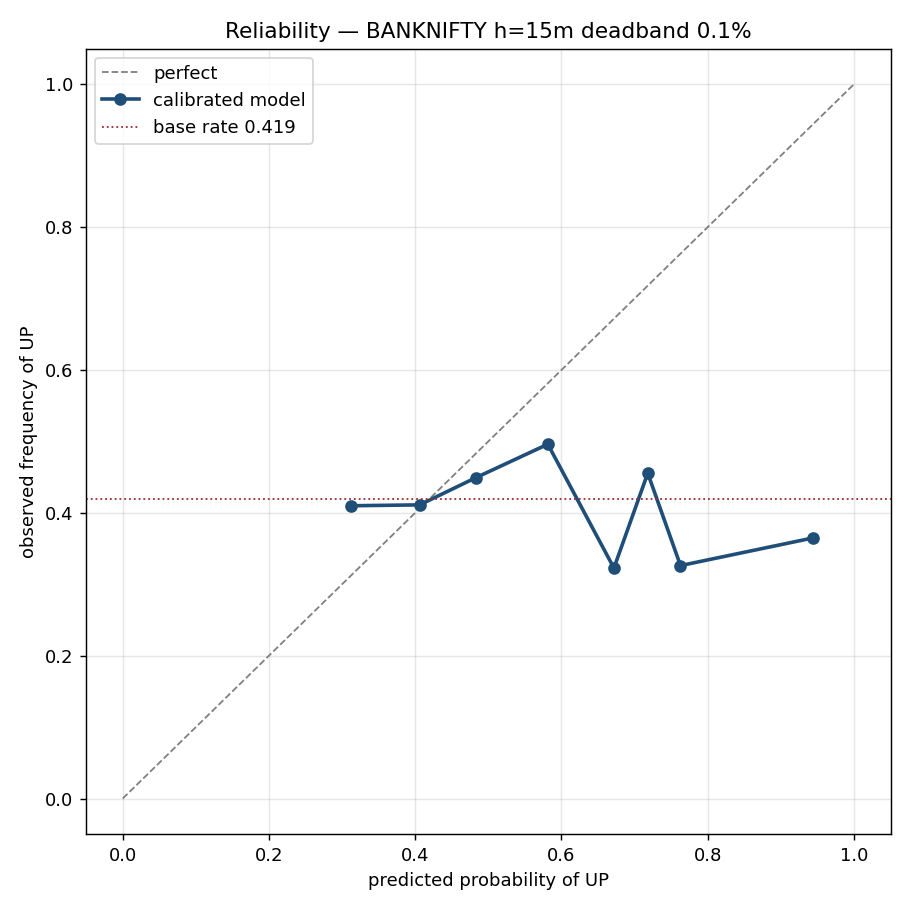 Reliability — BANKNIFTY h=15m deadband 0.1%
perfect
calibrated model
base rate 0.419
1.0
0.8
0.6
0.4
0.2
0.0
observed frequency of UP
0.0 0.2 0.4 0.6 0.8 1.0
predicted probability of UP